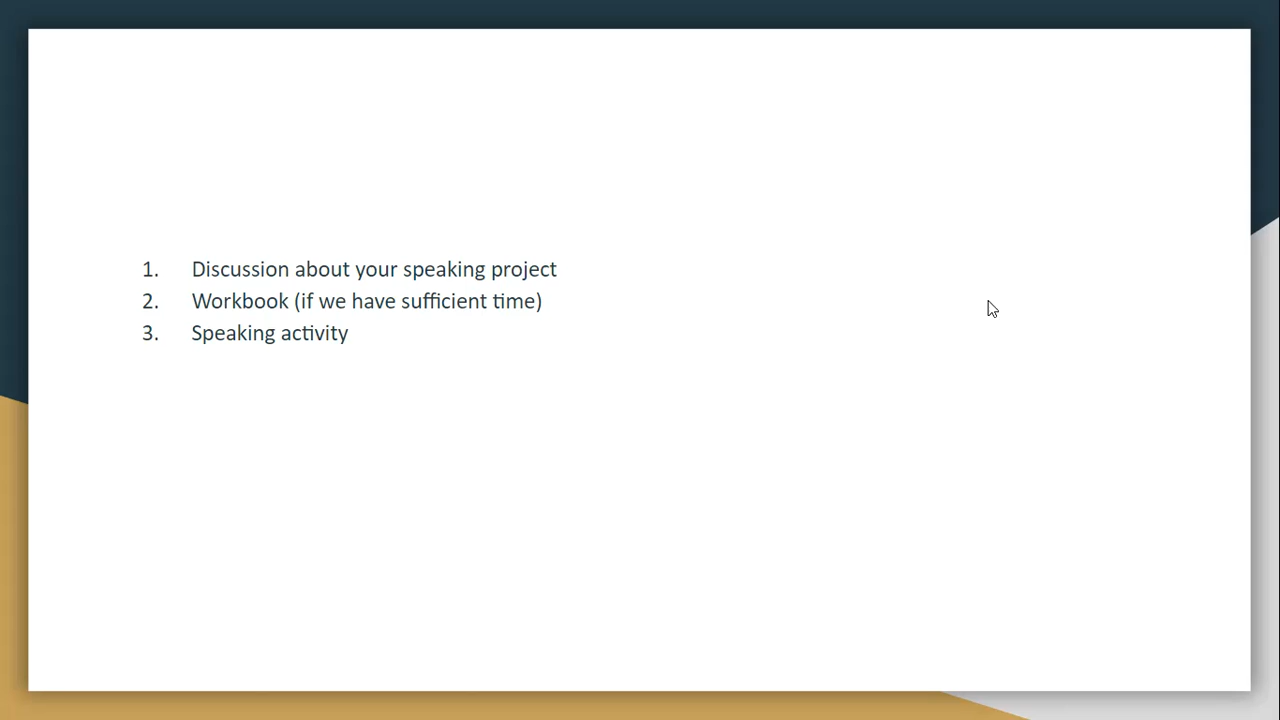 1. Discussion about your speaking project
2. Workbook (if we have sufficient time)
3. Speaking activity